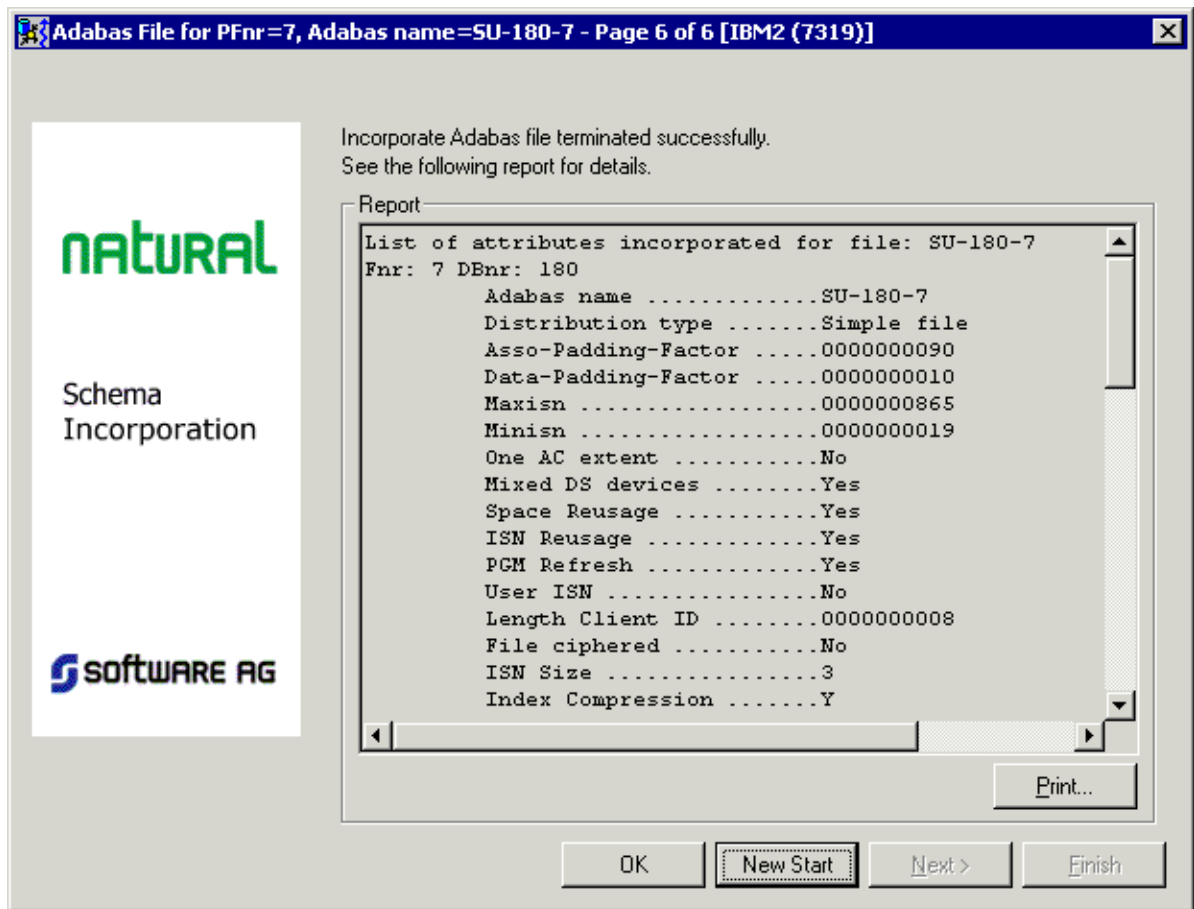 Adabas File for PFnr=7, Adabas name=SU-180-7 - Page 6 of 6 [IBM2 (7319)]
natural
Schema
Incorporation
software AG
Incorporate Adabas file terminated successfully.
See the following report for details.
Report
List of attributes incorporated for file: SU-180-7
Fnr: 7 DBnr: 180
Adabas name .............SU-180-7
Distribution type .......Simple file
Asso-Padding-Factor .....0000000090
Data-Padding-Factor .....0000000010
Maxisn ..................0000000865
Minisn ..................0000000019
One AC extent ...........No
Mixed DS devices ........Yes
Space Reusage ...........Yes
ISN Reusage .............Yes
PGM Refresh .............Yes
User ISN ................No
Length Client ID ........0000000008
File ciphered ...........No
ISN Size ................3
Index Compression .......Y
Print...
OK
New Start
Next >
Finish